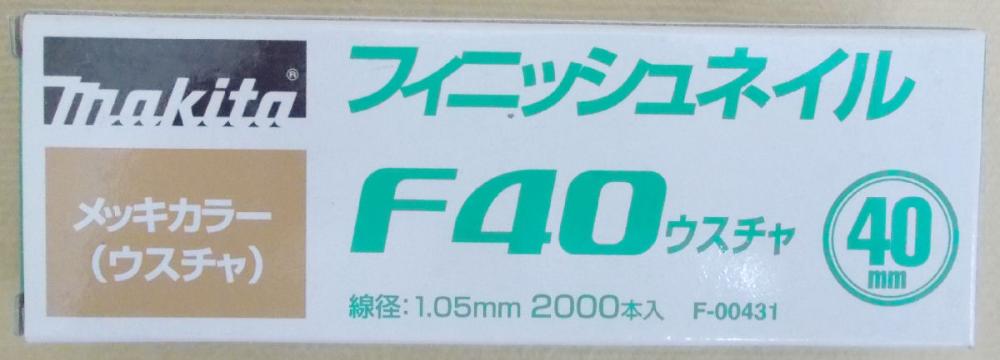 makita®
フィニッシュネイル
メッキカラー
(ウスチャ)
F40ウスチャ
40
mm
線径:1.05mm 2000本入 F-00431